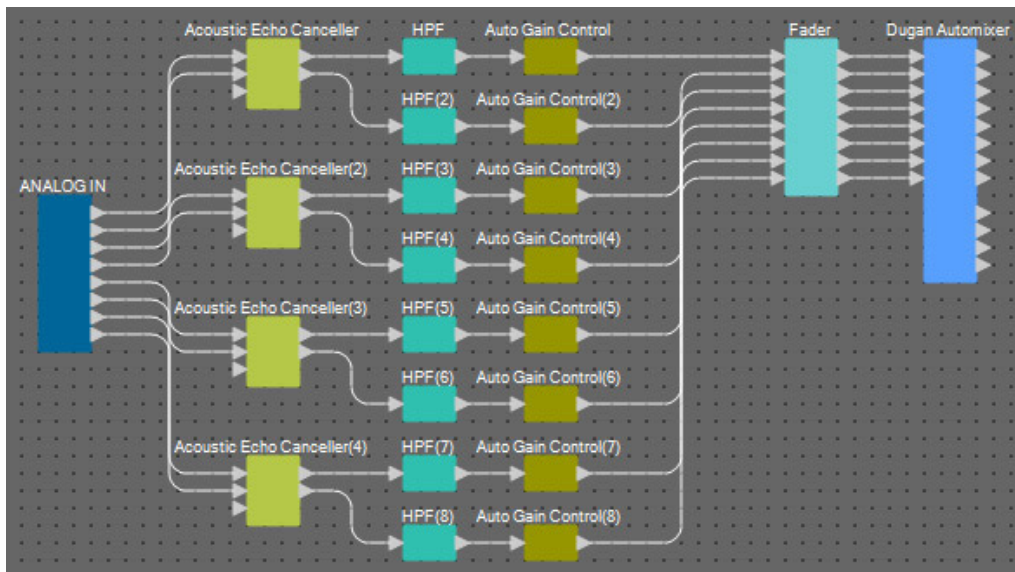 Acoustic Echo Canceller HPF Auto Gain Control Fader Dugan Automixer
HPF(2) Auto Gain Control(2)
Acoustic Echo Canceller(2) HPF(3) Auto Gain Control(3)
ANALOG IN
HPF(4) Auto Gain Control(4)
Acoustic Echo Canceller(3) HPF(5) Auto Gain Control(5)
HPF(6) Auto Gain Control(6)
Acoustic Echo Canceller(4) HPF(7) Auto Gain Control(7)
HPF(8) Auto Gain Control(8)